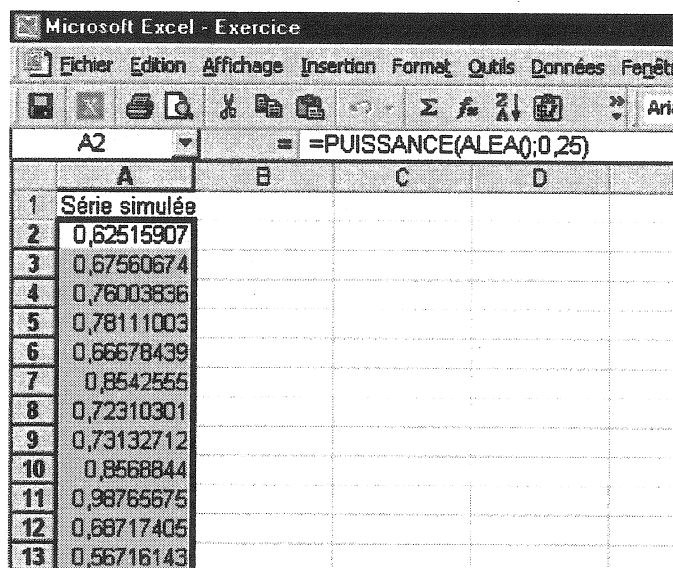 Microsoft Excel - Exercice
Fichier Edition Affichage Insertion Format Outils Données Fenêt
Σ fx Aria
A2 = =PUISSANCE(ALEA();0,25)
A B C D
1 Série simulée
2 0,62515907
3 0,67560674
4 0,76003836
5 0,78111003
6 0,66678439
7 0,8542555
8 0,72310301
9 0,73132712
10 0,8568844
11 0,98765675
12 0,68717405
13 0,56716143